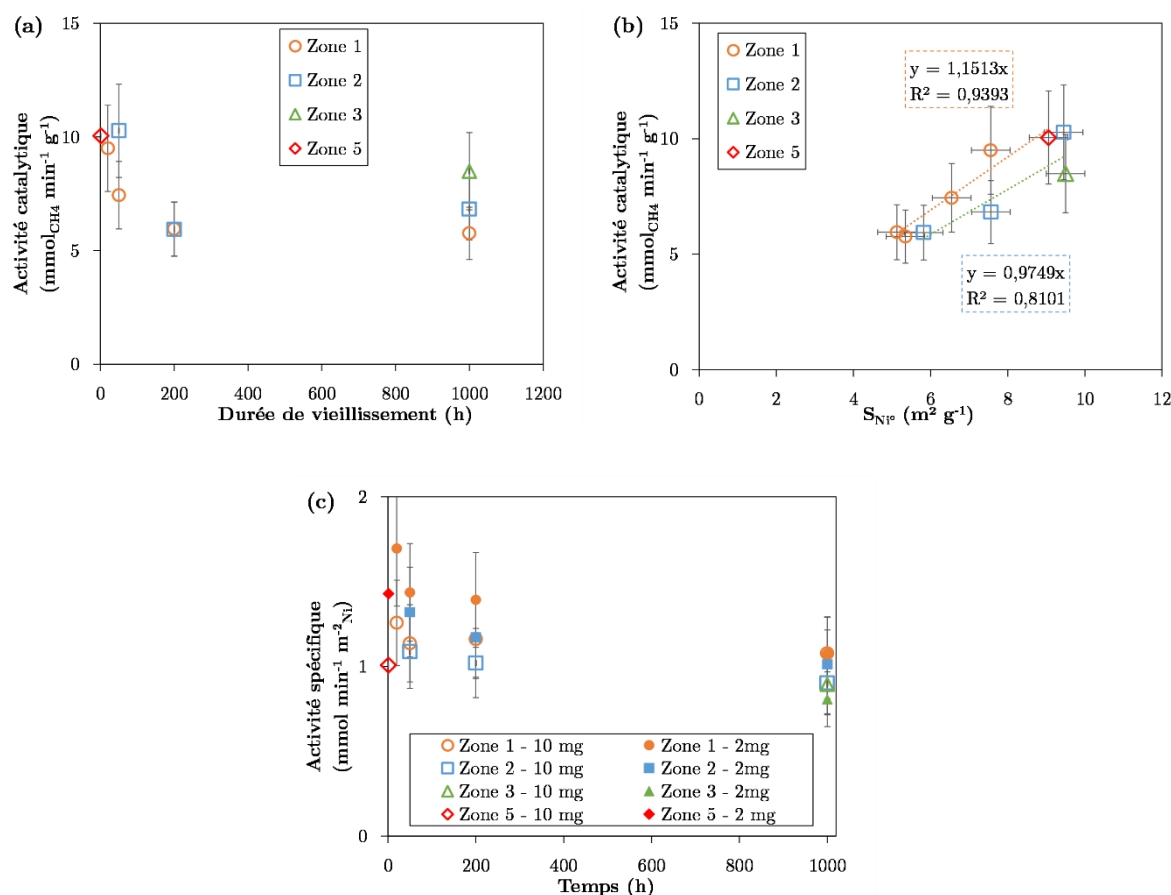 (a)
Activité catalytique
(mmol_CH4 min⁻¹ g⁻¹)
15
10
5
0
Zone 1
Zone 2
Zone 3
Zone 5
0 200 400 600 800 1000 1200
Durée de vieillissement (h)
(b)
Activité catalytique
(mmol_CH4 min⁻¹ g⁻¹)
15
10
5
0
Zone 1
Zone 2
Zone 3
Zone 5
y = 1,1513x
R² = 0,9393
y = 0,9749x
R² = 0,8101
0 2 4 6 8 10 12
S_Ni° (m² g⁻¹)
(c)
Activité spécifique
(mmol min⁻¹ m⁻²_Ni)
2
1
0
Zone 1 - 10 mg Zone 1 - 2mg
Zone 2 - 10 mg Zone 2 - 2mg
Zone 3 - 10 mg Zone 3 - 2mg
Zone 5 - 10 mg Zone 5 - 2 mg
0 200 400 600 800 1000
Temps (h)